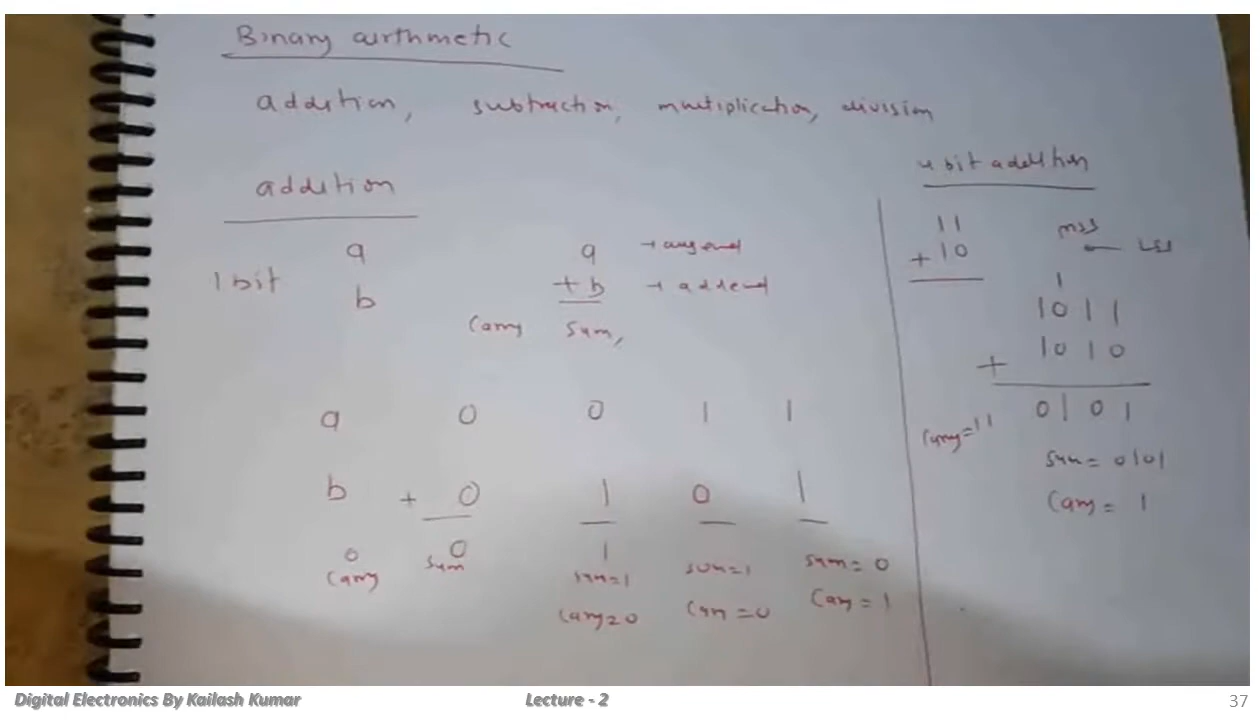 Binary airthmetic
addition, subtraction, multiplication, division
addition
1 bit
a
b
a → augend
+ b → addend
Carry Sum,
a 0 0 1 1
b + 0 1 0 1
0 0 1
Carry sum sum=1 sum=1 sum= 0
Carry=0 Carry=0 Carry=1
4 bit addition
11
+ 10
msb ← LSB
1
1011
+ 1010
Carry=1 0101
sum= 0101
Carry= 1
Digital Electronics By Kailash Kumar Lecture - 2 37